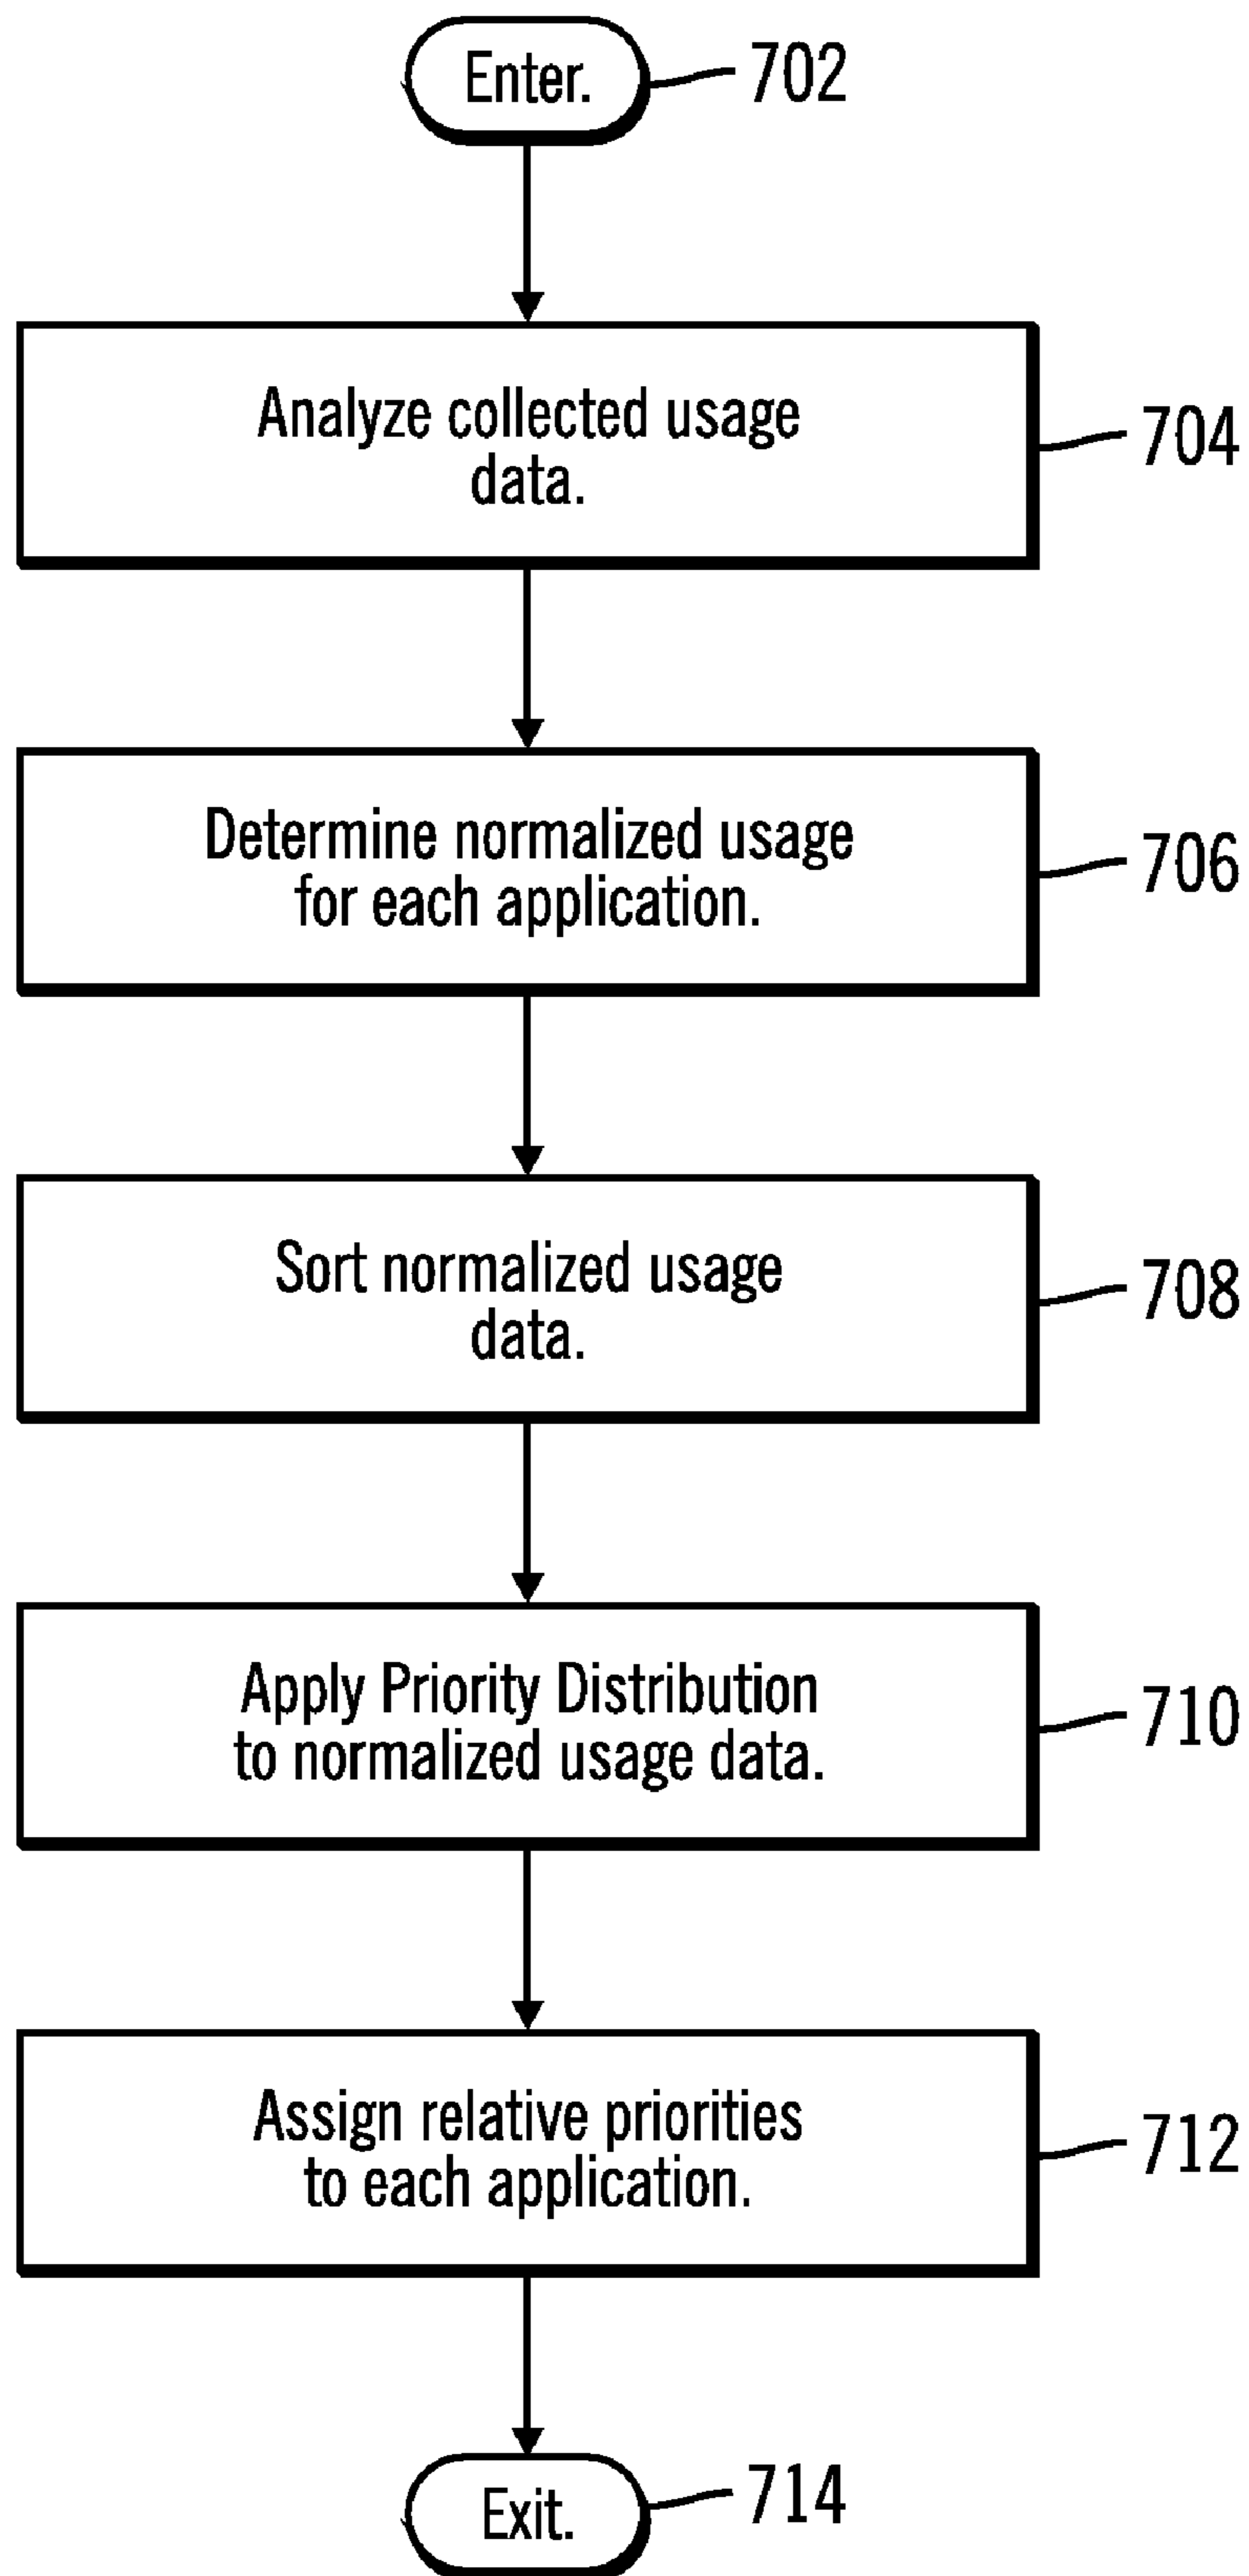 Enter.
702
Analyze collected usage
data.
704
Determine normalized usage
for each application.
706
Sort normalized usage
data.
708
Apply Priority Distribution
to normalized usage data.
710
Assign relative priorities
to each application.
712
Exit.
714